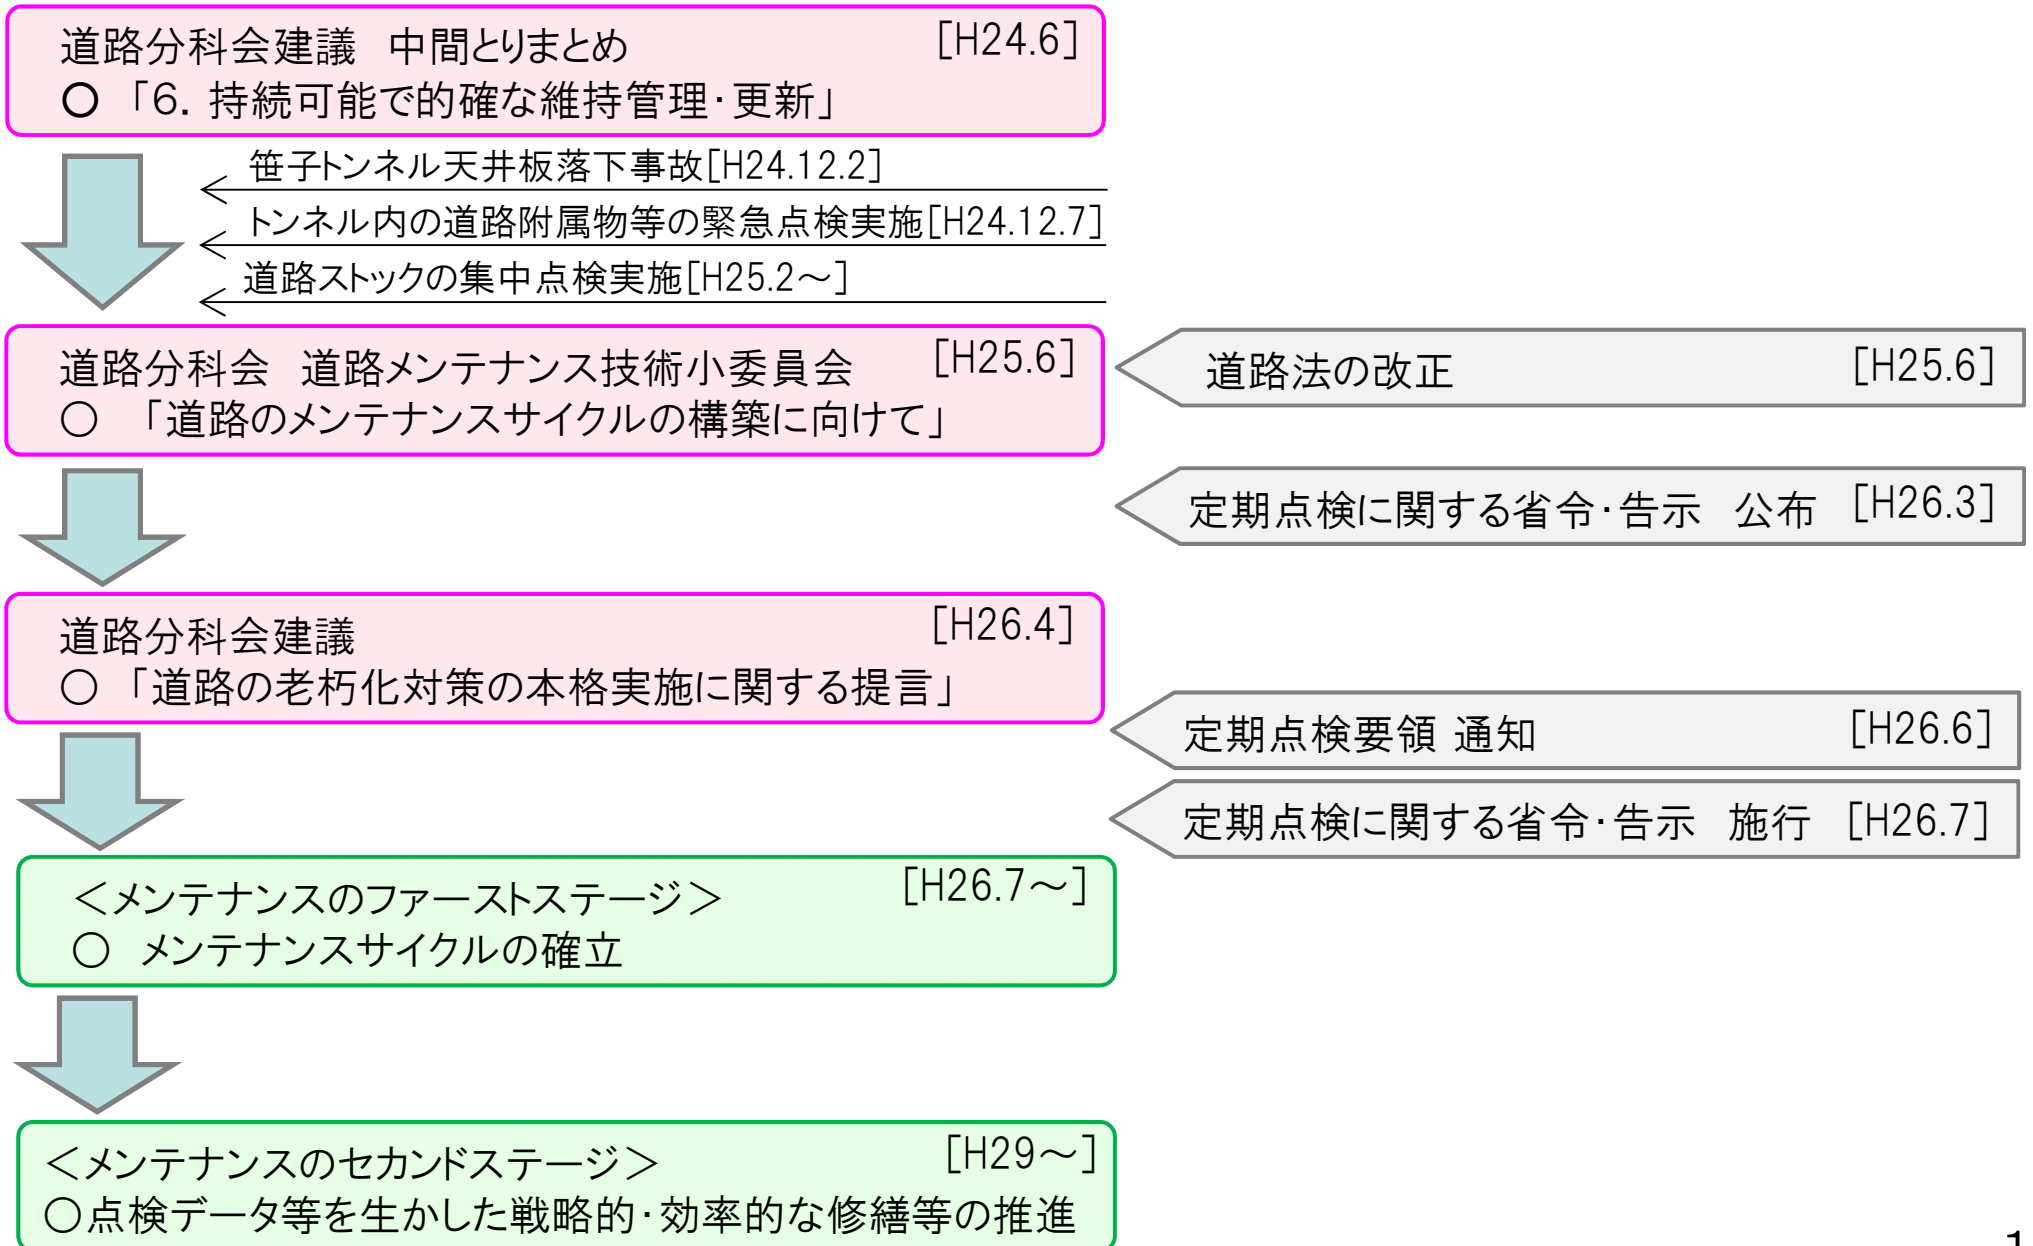 道路分科会建議　中間とりまとめ　[H24.6]
○ 「6．持続可能で的確な維持管理・更新」
笹子トンネル天井板落下事故[H24.12.2]
トンネル内の道路附属物等の緊急点検実施[H24.12.7]
道路ストックの集中点検実施[H25.2～]
道路分科会　道路メンテナンス技術小委員会　[H25.6]
○　「道路のメンテナンスサイクルの構築に向けて」
道路法の改正　[H25.6]
定期点検に関する省令・告示　公布　[H26.3]
道路分科会建議　[H26.4]
○ 「道路の老朽化対策の本格実施に関する提言」
定期点検要領 通知　[H26.6]
定期点検に関する省令・告示　施行　[H26.7]
＜メンテナンスのファーストステージ＞　[H26.7～]
○　メンテナンスサイクルの確立
＜メンテナンスのセカンドステージ＞　[H29～]
○点検データ等を生かした戦略的・効率的な修繕等の推進
1